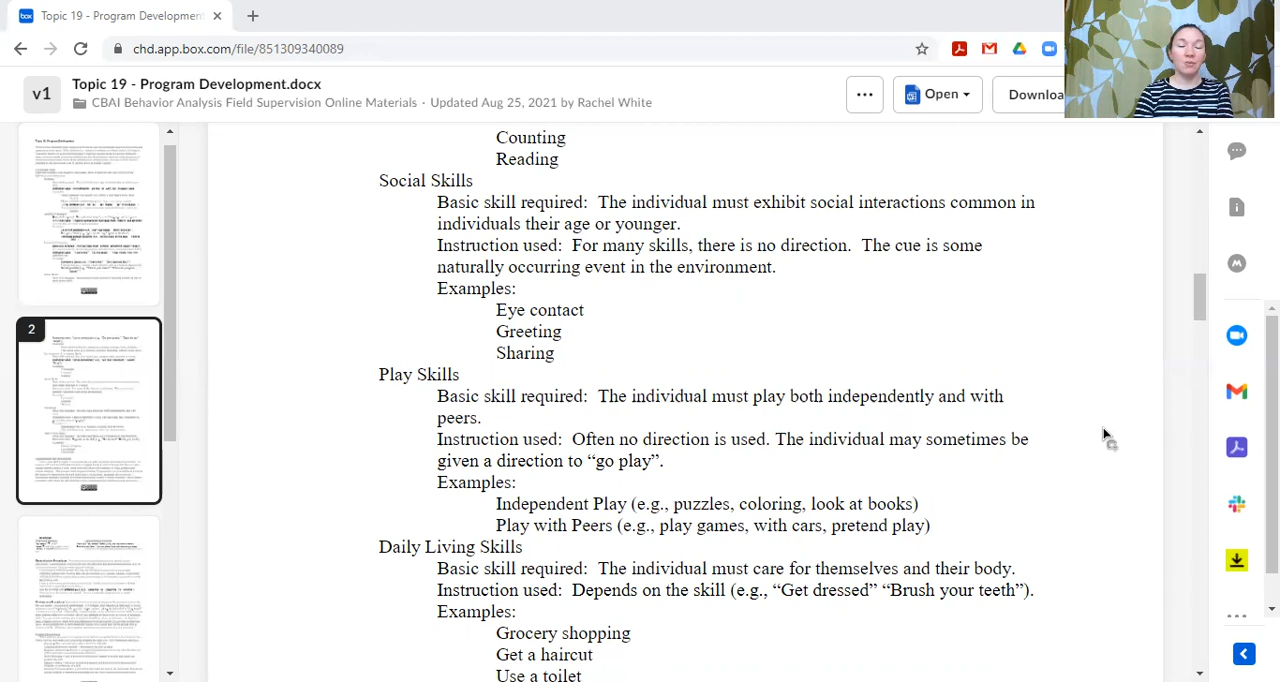 Topic 19 - Program Development
chd.app.box.com/file/851309340089
v1
Topic 19 - Program Development.docx
CBAI Behavior Analysis Field Supervision Online Materials · Updated Aug 25, 2021 by Rachel White
Open
Downloa
2
Counting
Reading
Social Skills
Basic skill required: The individual must exhibit social interactions common in
individuals their age or younger.
Instruction used: For many skills, there is no direction. The cue is some
naturally occuring event in the environment.
Examples:
Eye contact
Greeting
Sharing
Play Skills
Basic skill required: The individual must play both independently and with
peers.
Instruction used: Often no direction is used. The individual may sometimes be
given a direction to “go play”.
Examples:
Independent Play (e.g., puzzles, coloring, look at books)
Play with Peers (e.g., play games, with cars, pretend play)
Daily Living Skills
Basic skill required: The individual must care for themselves and their body.
Instruction used: Depends on the skill (e.g., “Get dressed” “Brush your teeth”).
Examples:
Grocery shopping
Get a haircut
Use a toilet